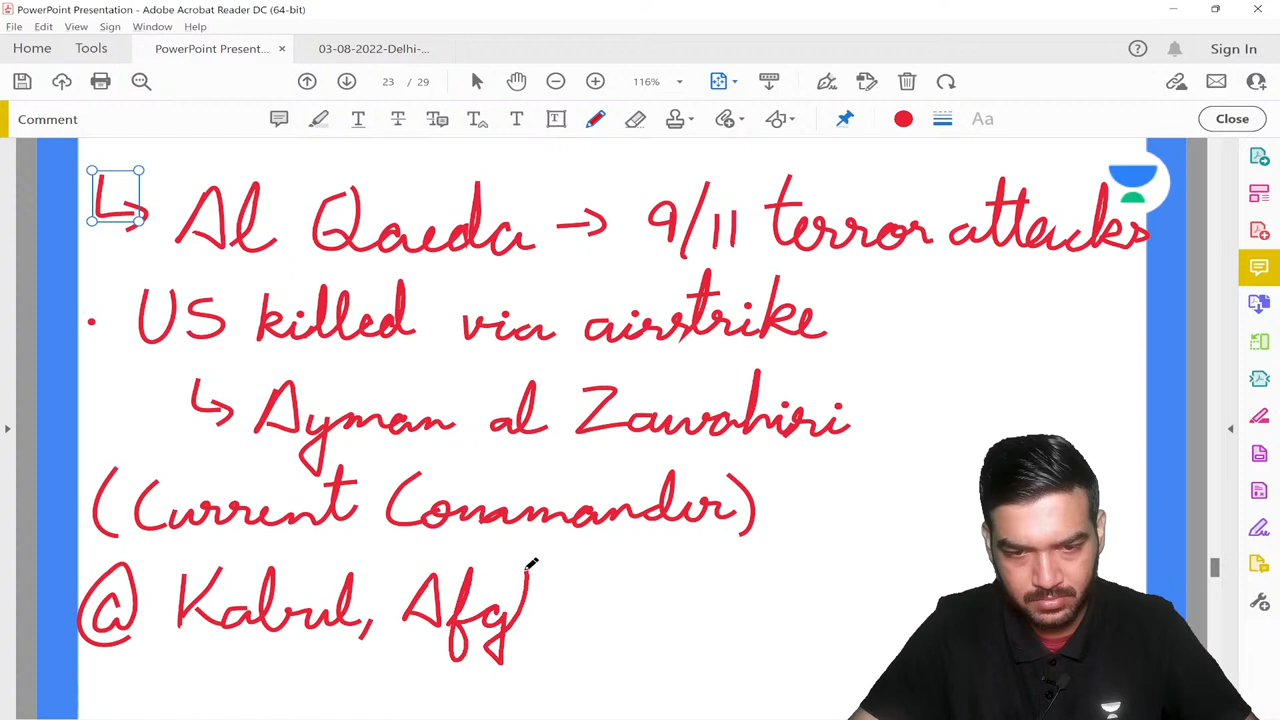 PowerPoint Presentation - Adobe Acrobat Reader DC (64-bit)
File Edit View Sign Window Help
Home Tools PowerPoint Present... × 03-08-2022-Delhi-... Sign In
23 / 29 116%
Comment Aa Close
↳ Al Qaeda → 9/11 terror attacks
• US killed via airstrike
↳ Ayman al Zawahiri
(Current Commander)
@ Kabul, Afg